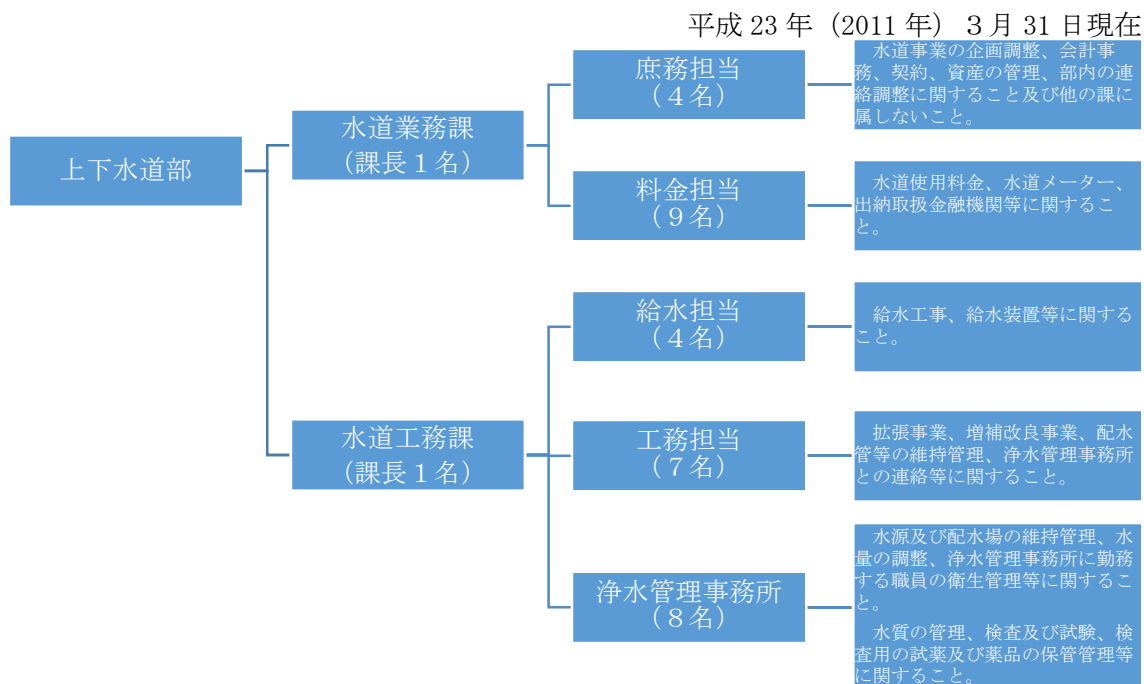 平成 23 年（2011 年）３月 31 日現在
上下水道部
水道業務課
(課長１名)
庶務担当
（４名）
水道事業の企画調整、会計事
務、契約、資産の管理、部内の連
絡調整に関すること及び他の課に
属しないこと。
料金担当
（９名）
水道使用料金、水道メーター、
出納取扱金融機関等に関するこ
と。
水道工務課
(課長１名)
給水担当
（４名）
給水工事、給水装置等に関する
こと。
工務担当
（７名）
拡張事業、増補改良事業、配水
管等の維持管理、浄水管理事務所
との連絡等に関すること。
浄水管理事務所
（８名）
水源及び配水場の維持管理、水
量の調整、浄水管理事務所に勤務
する職員の衛生管理等に関するこ
と。
水質の管理、検査及び試験、検
査用の試薬及び薬品の保管管理等
に関すること。